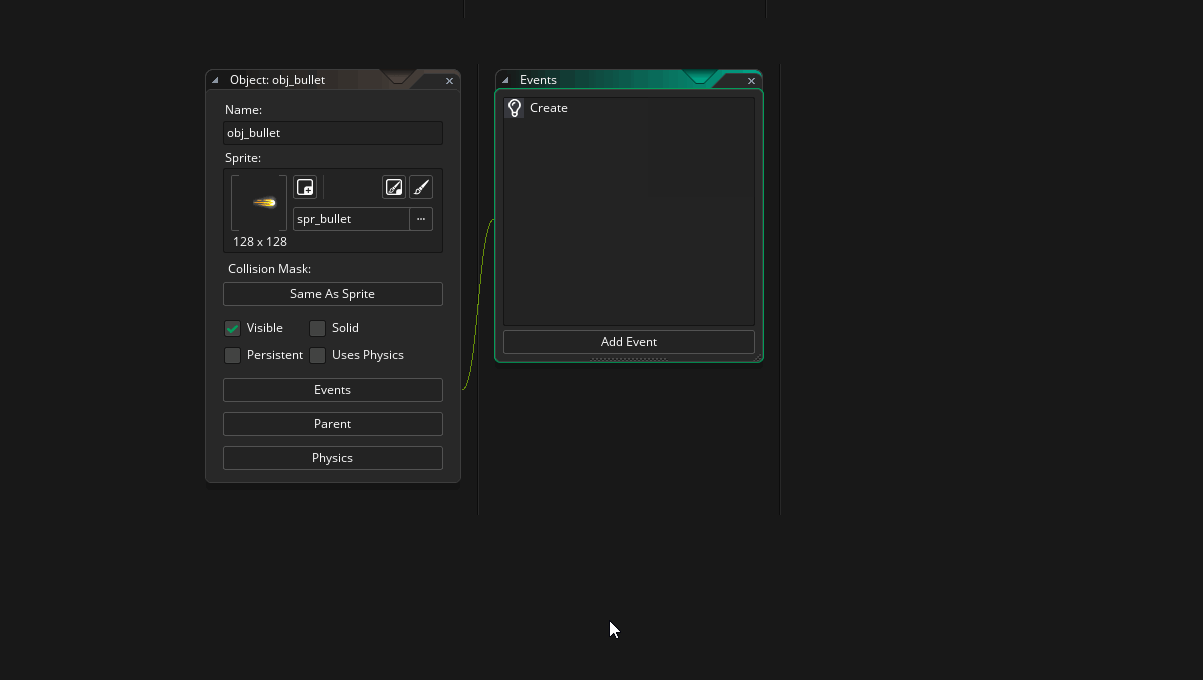 Object: obj_bullet
Name:
obj_bullet
Sprite:
spr_bullet
...
128 x 128
Collision Mask:
Same As Sprite
Visible
Solid
Persistent
Uses Physics
Events
Parent
Physics
Events
Create
Add Event